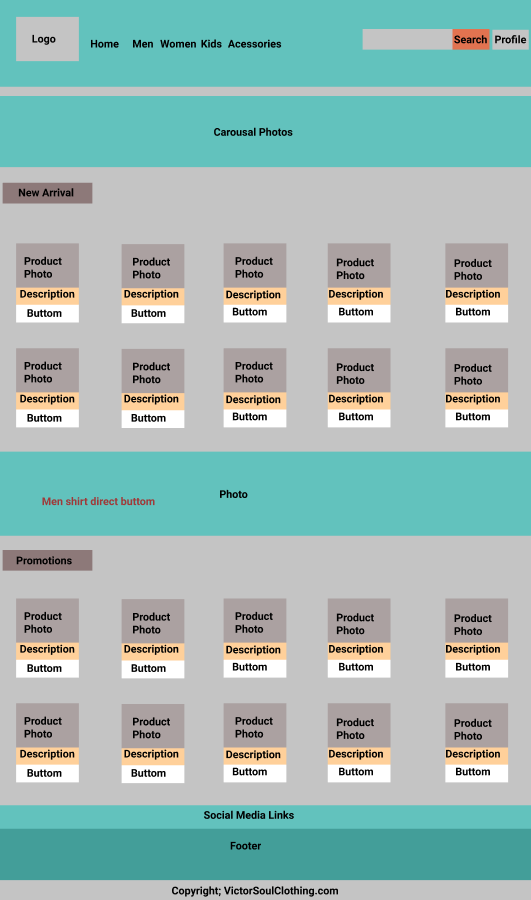 Logo
Home Men Women Kids Acessories
Search Profile
Carousal Photos
New Arrival
Product Photo Product Photo Product Photo Product Photo Product Photo
Description Description Description Description Description
Buttom Buttom Buttom Buttom Buttom
Product Photo Product Photo Product Photo Product Photo Product Photo
Description Description Description Description Description
Buttom Buttom Buttom Buttom Buttom
Men shirt direct buttom Photo
Promotions
Product Photo Product Photo Product Photo Product Photo Product Photo
Description Description Description Description Description
Buttom Buttom Buttom Buttom Buttom
Product Photo Product Photo Product Photo Product Photo Product Photo
Description Description Description Description Description
Buttom Buttom Buttom Buttom Buttom
Social Media Links
Footer
Copyright; VictorSoulClothing.com